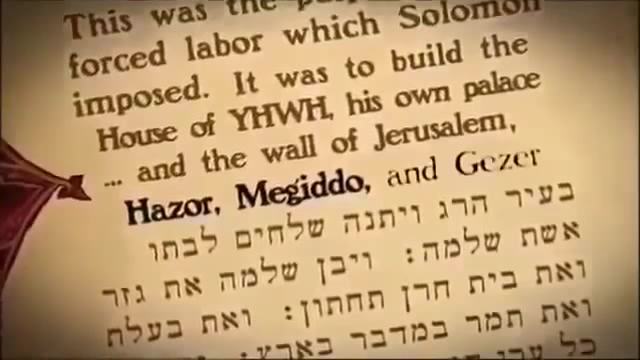 This was the
forced labor which Solomon
imposed. It was to build the
House of YHWH, his own palace
... and the wall of Jerusalem,
Hazor, Megiddo, and Gezer
בעיר הרג ויתנה שלחים לבתו
אשת שלמה: ויבן שלמה את גזר
ואת בית חרן תחתון: ואת בעלת
ואת תמר במדבר בארץ:
כל